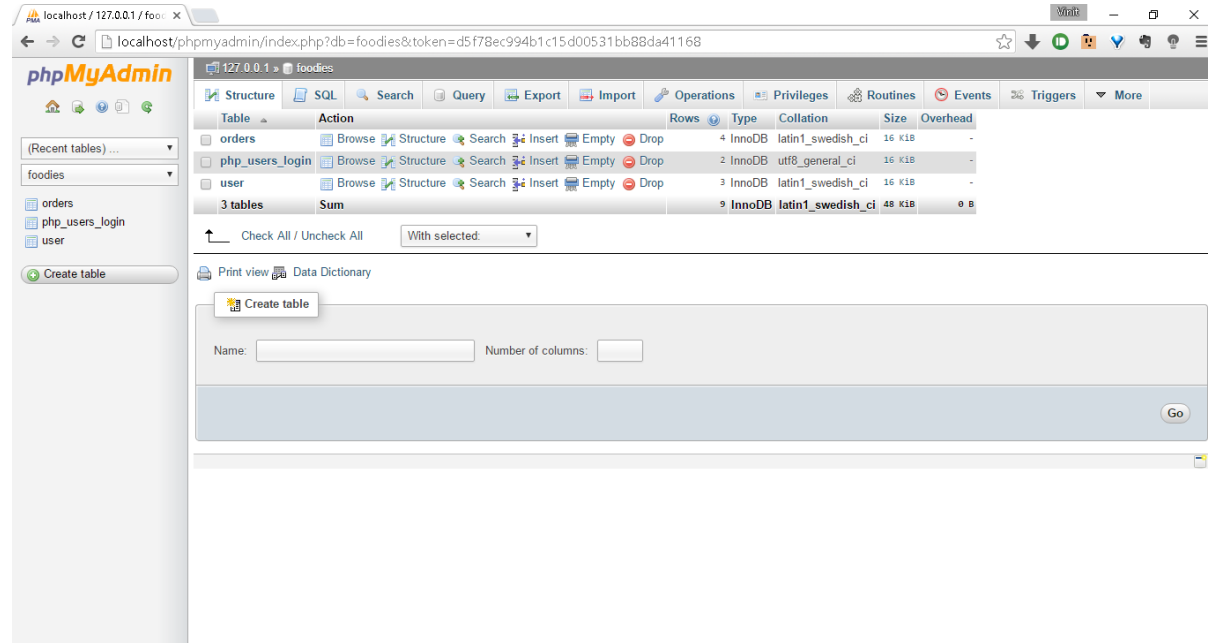 localhost / 127.0.0.1 / food
Vinit
localhost/phpmyadmin/index.php?db=foodies&token=d5f78ec994b1c15d00531bb88da41168
phpMyAdmin
127.0.0.1 » foodies
Structure SQL Search Query Export Import Operations Privileges Routines Events Triggers More
(Recent tables) ...
foodies
orders
php_users_login
user
Create table
Table Action Rows Type Collation Size Overhead
orders Browse Structure Search Insert Empty Drop 4 InnoDB latin1_swedish_ci 16 KiB -
php_users_login Browse Structure Search Insert Empty Drop 2 InnoDB utf8_general_ci 16 KiB -
user Browse Structure Search Insert Empty Drop 3 InnoDB latin1_swedish_ci 16 KiB -
3 tables Sum 9 InnoDB latin1_swedish_ci 48 KiB 0 B
Check All / Uncheck All With selected:
Print view Data Dictionary
Create table
Name: Number of columns:
Go